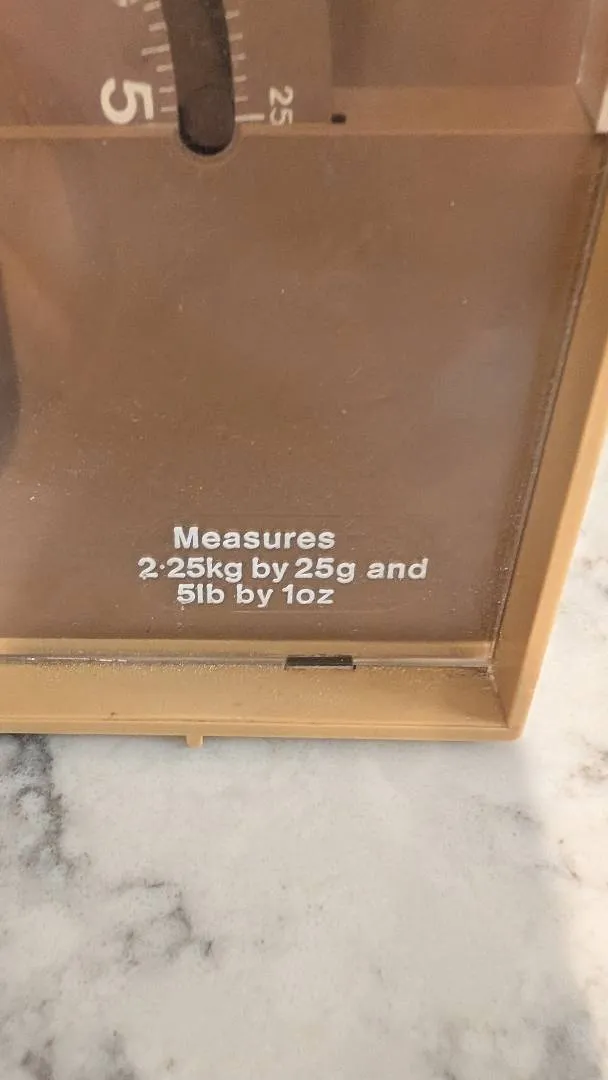 5
25
Measures
2·25kg by 25g and
5lb by 1oz